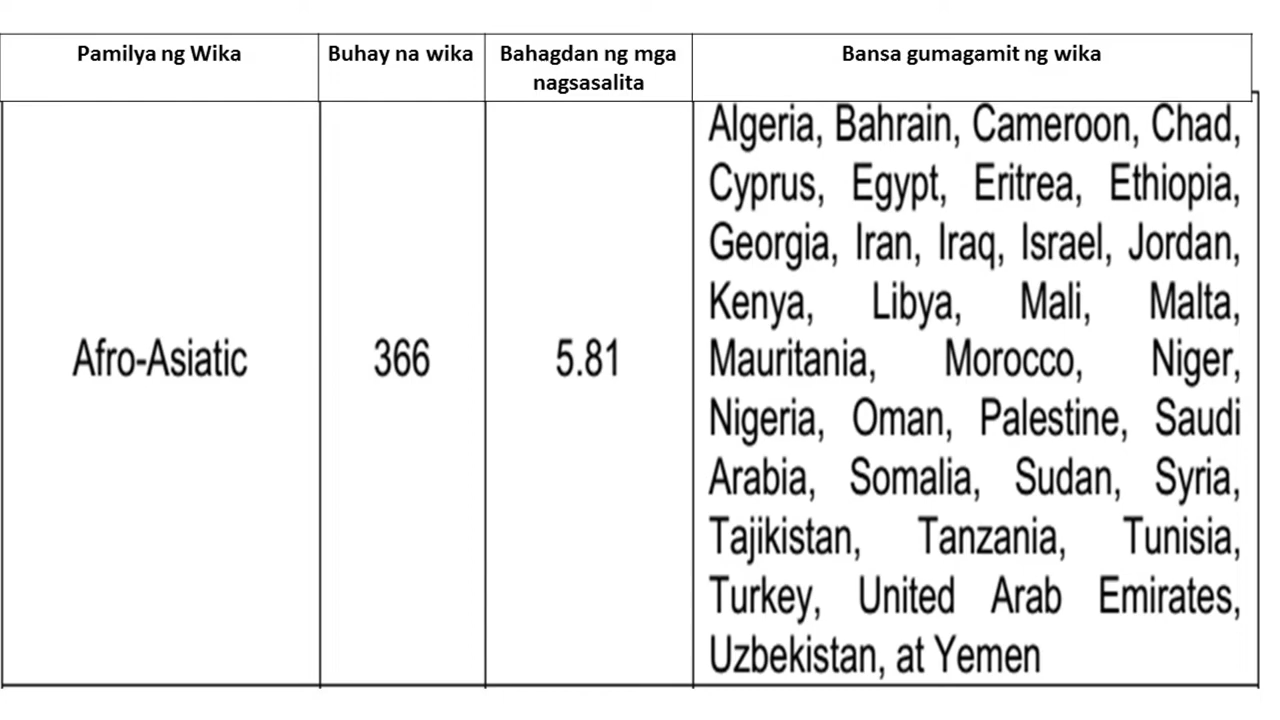 Pamilya ng Wika
Buhay na wika
Bahagdan ng mga
nagsasalita
Bansa gumagamit ng wika
Afro-Asiatic
366
5.81
Algeria, Bahrain, Cameroon, Chad,
Cyprus, Egypt, Eritrea, Ethiopia,
Georgia, Iran, Iraq, Israel, Jordan,
Kenya, Libya, Mali, Malta,
Mauritania, Morocco, Niger,
Nigeria, Oman, Palestine, Saudi
Arabia, Somalia, Sudan, Syria,
Tajikistan, Tanzania, Tunisia,
Turkey, United Arab Emirates,
Uzbekistan, at Yemen